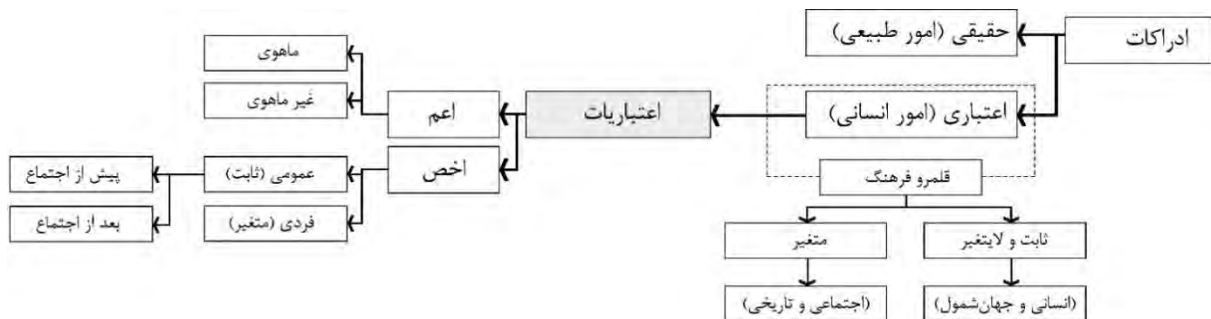 ادراکات
حقیقی (امور طبیعی)
اعتباری (امور انسانی)
قلمرو فرهنگ
ثابت و لایتغیر
(انسانی و جهان‌شمول)
متغیر
(اجتماعی و تاریخی)
اعتباریات
اعم
ماهوی
غیر ماهوی
اخص
عمومی (ثابت)
پیش از اجتماع
بعد از اجتماع
فردی (متغیر)